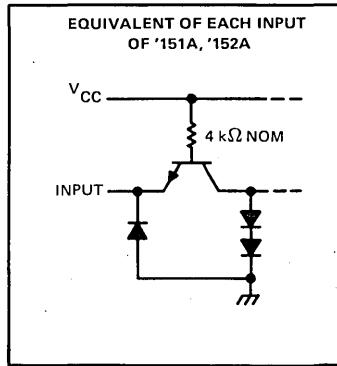 EQUIVALENT OF EACH INPUT
OF '151A, '152A
VCC
4 kΩ NOM
INPUT